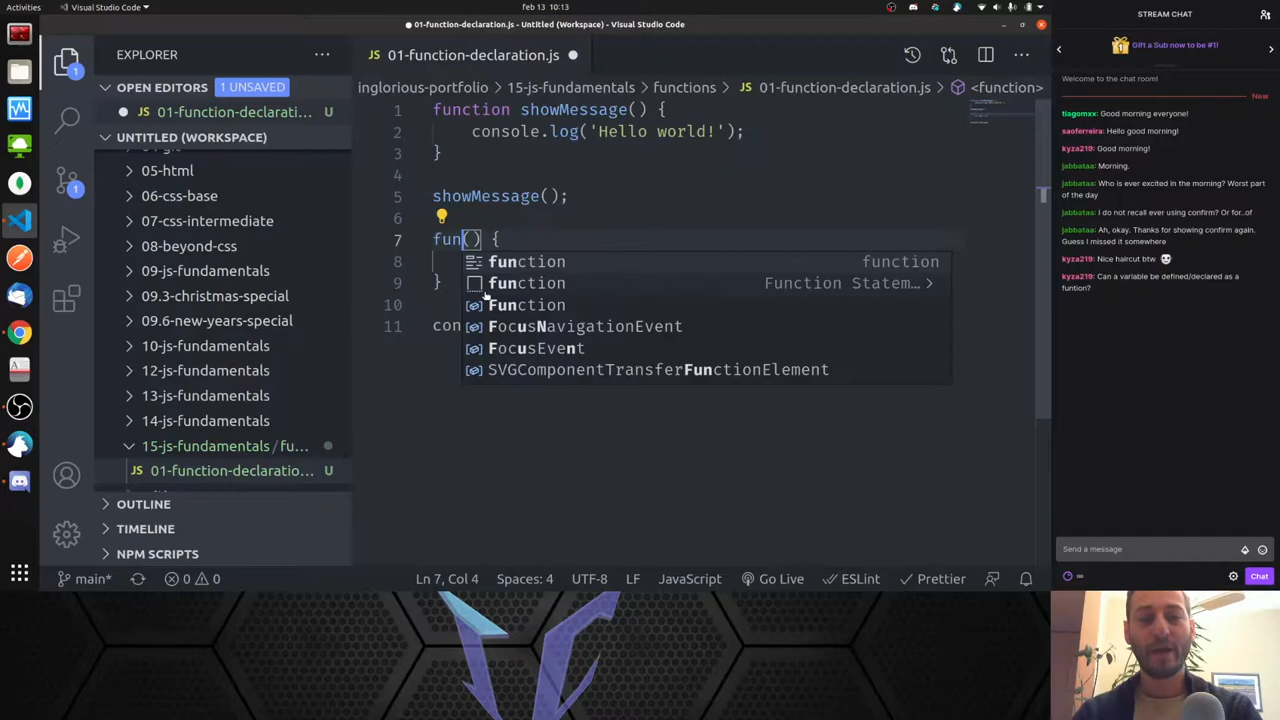 Activities
Visual Studio Code
feb 13 10:13
01-function-declaration.js - Untitled (Workspace) - Visual Studio Code
EXPLORER
OPEN EDITORS
1 UNSAVED
01-function-declarati...
U
UNTITLED (WORKSPACE)
05-html
06-css-base
07-css-intermediate
08-beyond-css
09-js-fundamentals
09.3-christmas-special
09.6-new-years-special
10-js-fundamentals
12-js-fundamentals
13-js-fundamentals
14-js-fundamentals
15-js-fundamentals / fu...
JS 01-function-declaratio... U
OUTLINE
TIMELINE
NPM SCRIPTS
1
1
JS 01-function-declaration.js
inglorious-portfolio > 15-js-fundamentals > functions > JS 01-function-declaration.js > <function>
1 function showMessage() {
2 console.log('Hello world!');
3 }
4
5 showMessage();
6
7 fun() {
8
9 }
10
11 con
function function
function Function Statem...
Function
FocusNavigationEvent
FocusEvent
SVGComponentTransferFunctionElement
main*
0 0
Ln 7, Col 4
Spaces: 4
UTF-8
LF
JavaScript
Go Live
ESLint
Prettier
STREAM CHAT
1
Gift a Sub now to be #1!
Welcome to the chat room!
New
tiagomxx: Good morning everyone!
saoferreira: Hello good morning!
kyza219: Good morning!
jabbataa: Morning.
jabbataa: Who is ever excited in the morning? Worst part
of the day
jabbataa: I do not recall ever using confirm? Or for..of
jabbataa: Ah, okay. Thanks for showing confirm again.
Guess I missed it somewhere
kyza219: Nice haircut btw
kyza219: Can a variable be defined/declared as a
funtion?
Send a message
∞
Chat